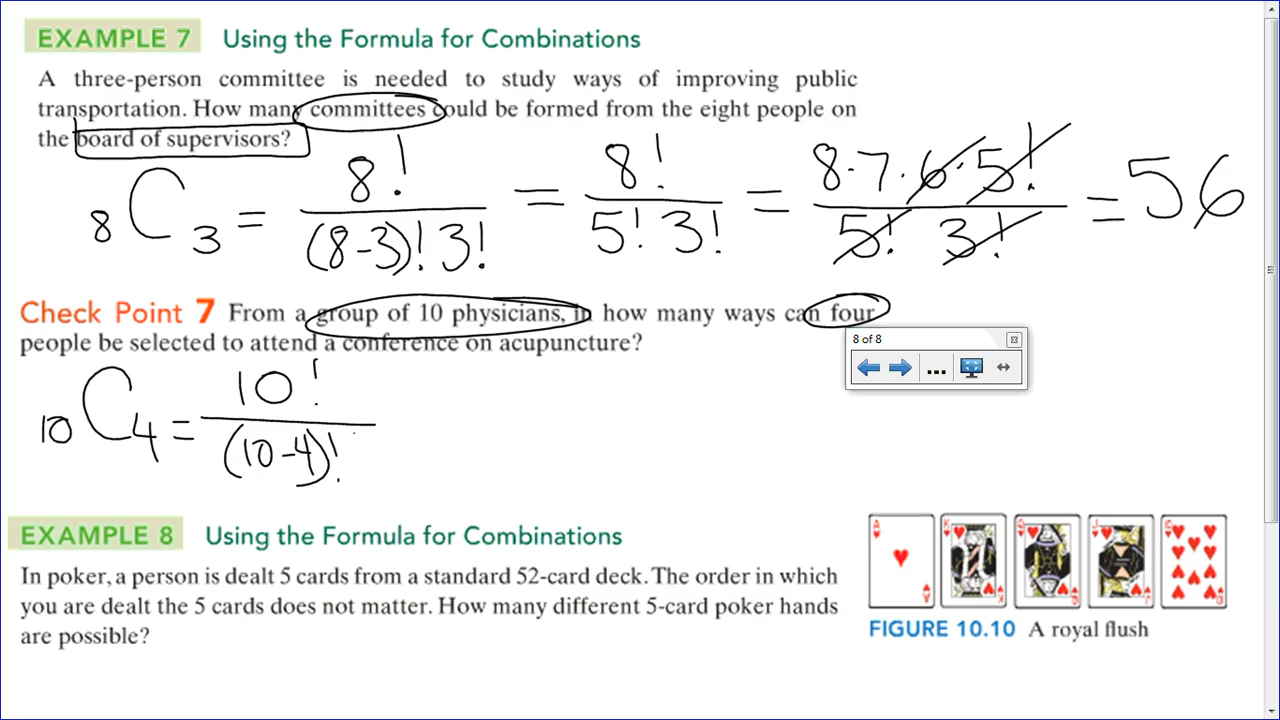 EXAMPLE 7 Using the Formula for Combinations
A three-person committee is needed to study ways of improving public
transportation. How many committees could be formed from the eight people on
the board of supervisors?
8C3 = 8! / (8-3)! 3! = 8! / 5! 3! = 8·7·6·5! / 5! 3! = 56
Check Point 7 From a group of 10 physicians, in how many ways can four
people be selected to attend a conference on acupuncture?
8 of 8
...
10C4 = 10! / (10-4)!
EXAMPLE 8 Using the Formula for Combinations
In poker, a person is dealt 5 cards from a standard 52-card deck. The order in which
you are dealt the 5 cards does not matter. How many different 5-card poker hands
are possible?
FIGURE 10.10 A royal flush